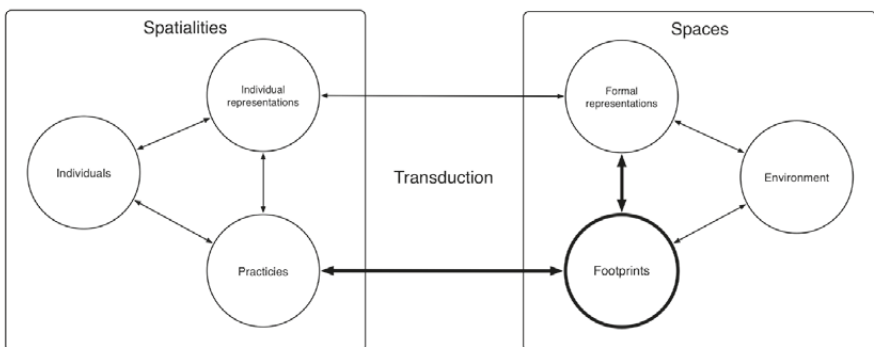 Spatialities
Spaces
Individual
representations
Formal
representations
Individuals
Transduction
Environment
Practicies
Footprints